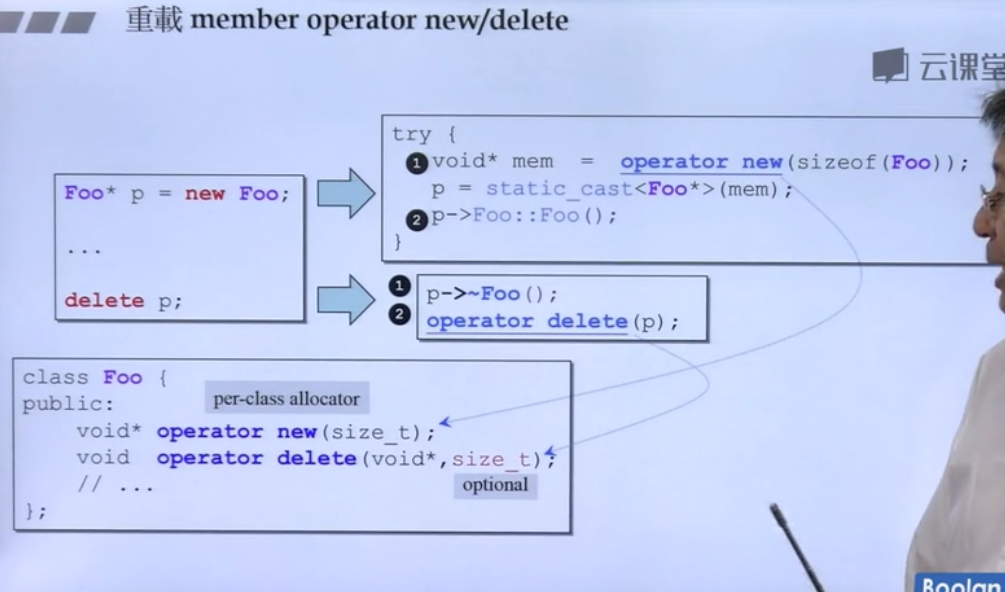 重載 member operator new/delete
云课堂
Foo* p = new Foo;
...
delete p;
try {
❶void* mem = operator new(sizeof(Foo));
p = static_cast<Foo*>(mem);
❷p->Foo::Foo();
}
❶ p->~Foo();
❷ operator delete(p);
class Foo {
public:
per-class allocator
void* operator new(size_t);
void operator delete(void*,size_t);
optional
// ...
};
Boolan